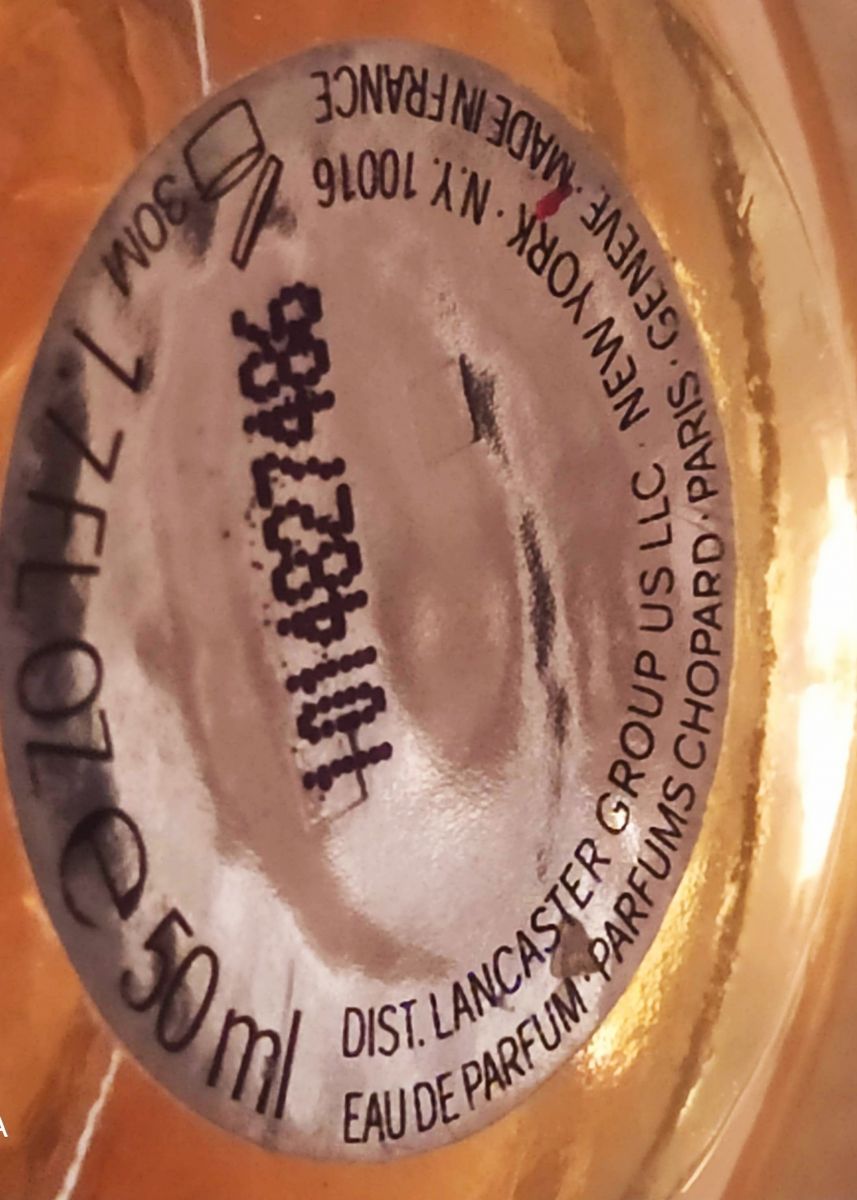 DIST. LANCASTER GROUP US LLC · NEW YORK · N.Y. 10016
EAU DE PARFUM · PARFUMS CHOPARD · PARIS · GENEVE · MADE IN FRANCE
30M
1.7 FL OZ ℮ 50 ml
A